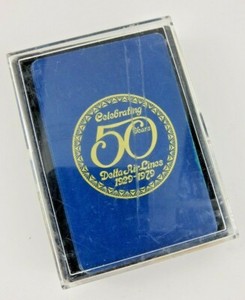 Celebrating
50
Years
Delta Air Lines
1929-1979